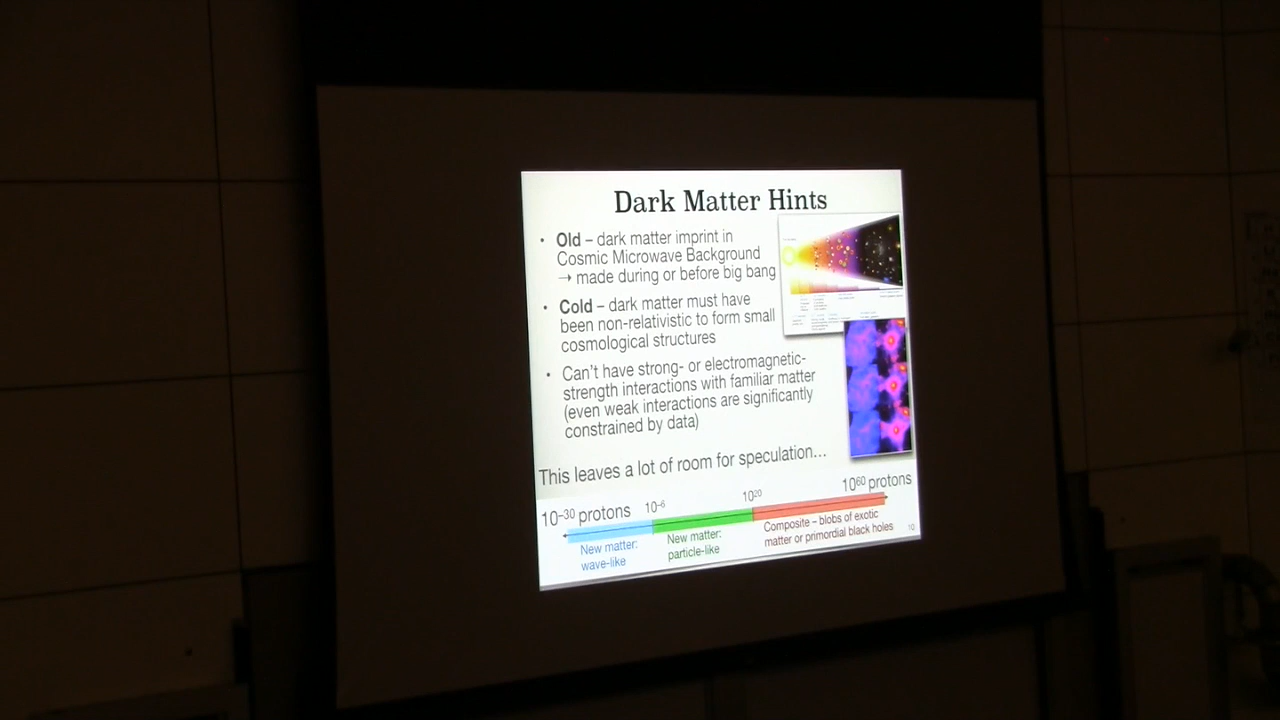 Dark Matter Hints
• Old – dark matter imprint in
Cosmic Microwave Background
→ made during or before big bang
• Cold – dark matter must have
been non-relativistic to form small
cosmological structures
• Can't have strong- or electromagnetic-
strength interactions with familiar matter
(even weak interactions are significantly
constrained by data)
This leaves a lot of room for speculation...
10⁻³⁰ protons 10⁻⁶ 10²⁰ 10⁶⁰ protons
New matter:
wave-like
New matter:
particle-like
Composite – blobs of exotic
matter or primordial black holes
10